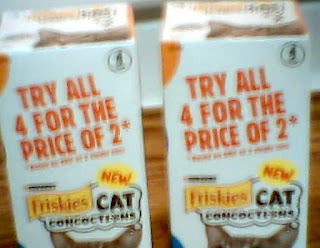 TRY ALL
4 FOR THE
PRICE OF 2*
NEW
Friskies CAT
CONCOCTIONS
TRY ALL
4 FOR THE
PRICE OF 2*
NEW
Friskies CAT
CONCOCTIONS